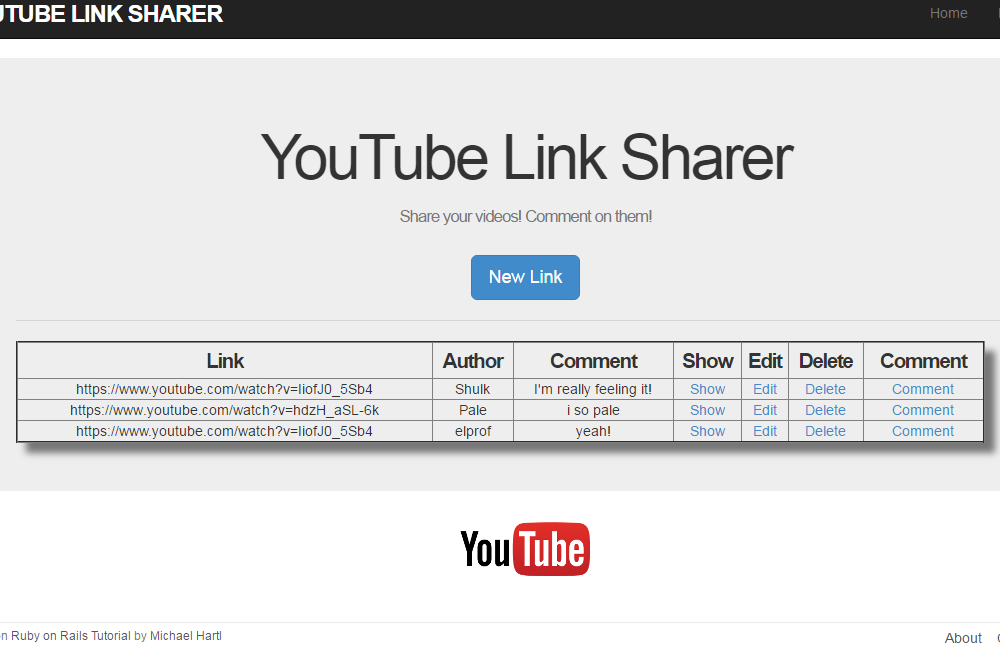 UTUBE LINK SHARER Home
YouTube Link Sharer
Share your videos! Comment on them!
New Link
Link Author Comment Show Edit Delete Comment
https://www.youtube.com/watch?v=IiofJ0_5Sb4 Shulk I'm really feeling it! Show Edit Delete Comment
https://www.youtube.com/watch?v=hdzH_aSL-6k Pale i so pale Show Edit Delete Comment
https://www.youtube.com/watch?v=IiofJ0_5Sb4 elprof yeah! Show Edit Delete Comment
YouTube
n Ruby on Rails Tutorial by Michael Hartl About